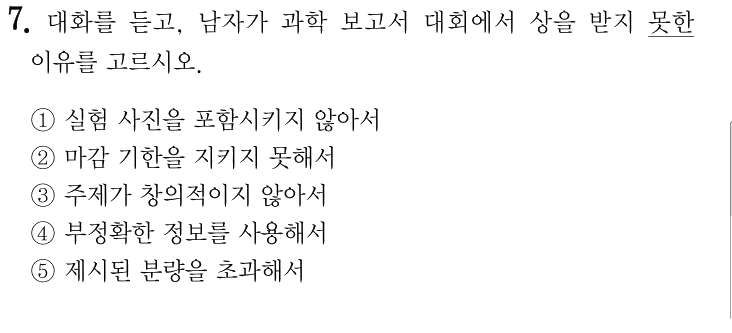 7. 대화를 듣고, 남자가 과학 보고서 대회에서 상을 받지 못한
이유를 고르시오.
① 실험 사진을 포함시키지 않아서
② 마감 기한을 지키지 못해서
③ 주제가 창의적이지 않아서
④ 부정확한 정보를 사용해서
⑤ 제시된 분량을 초과해서